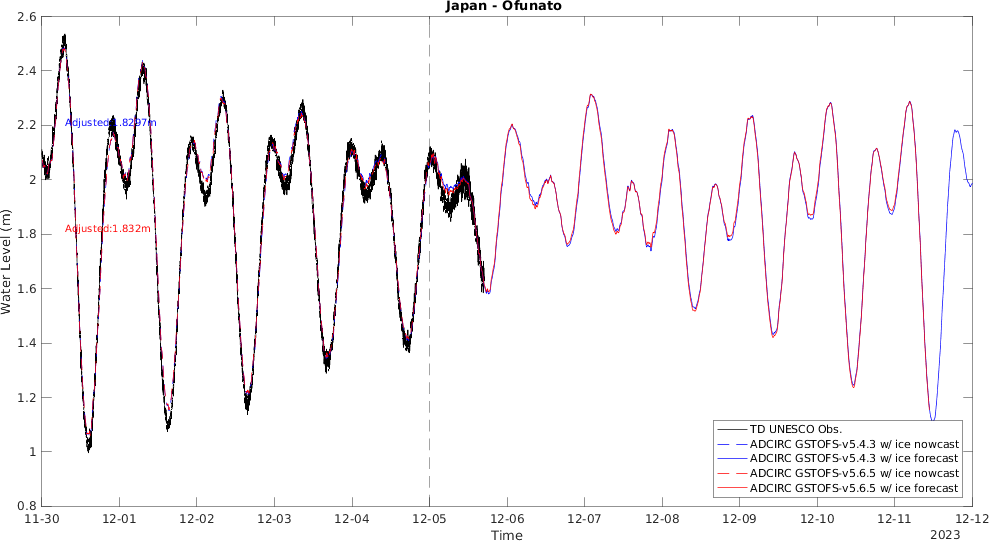 Japan - Ofunato
2.6
2.4
2.2
2
1.8
1.6
1.4
1.2
1
0.8
Water Level (m)
Adjusted:1.8297m
Adjusted:1.832m
TD UNESCO Obs.
ADCIRC GSTOFS-v5.4.3 w/ ice nowcast
ADCIRC GSTOFS-v5.4.3 w/ ice forecast
ADCIRC GSTOFS-v5.6.5 w/ ice nowcast
ADCIRC GSTOFS-v5.6.5 w/ ice forecast
11-30 12-01 12-02 12-03 12-04 12-05 12-06 12-07 12-08 12-09 12-10 12-11 12-12
Time
2023